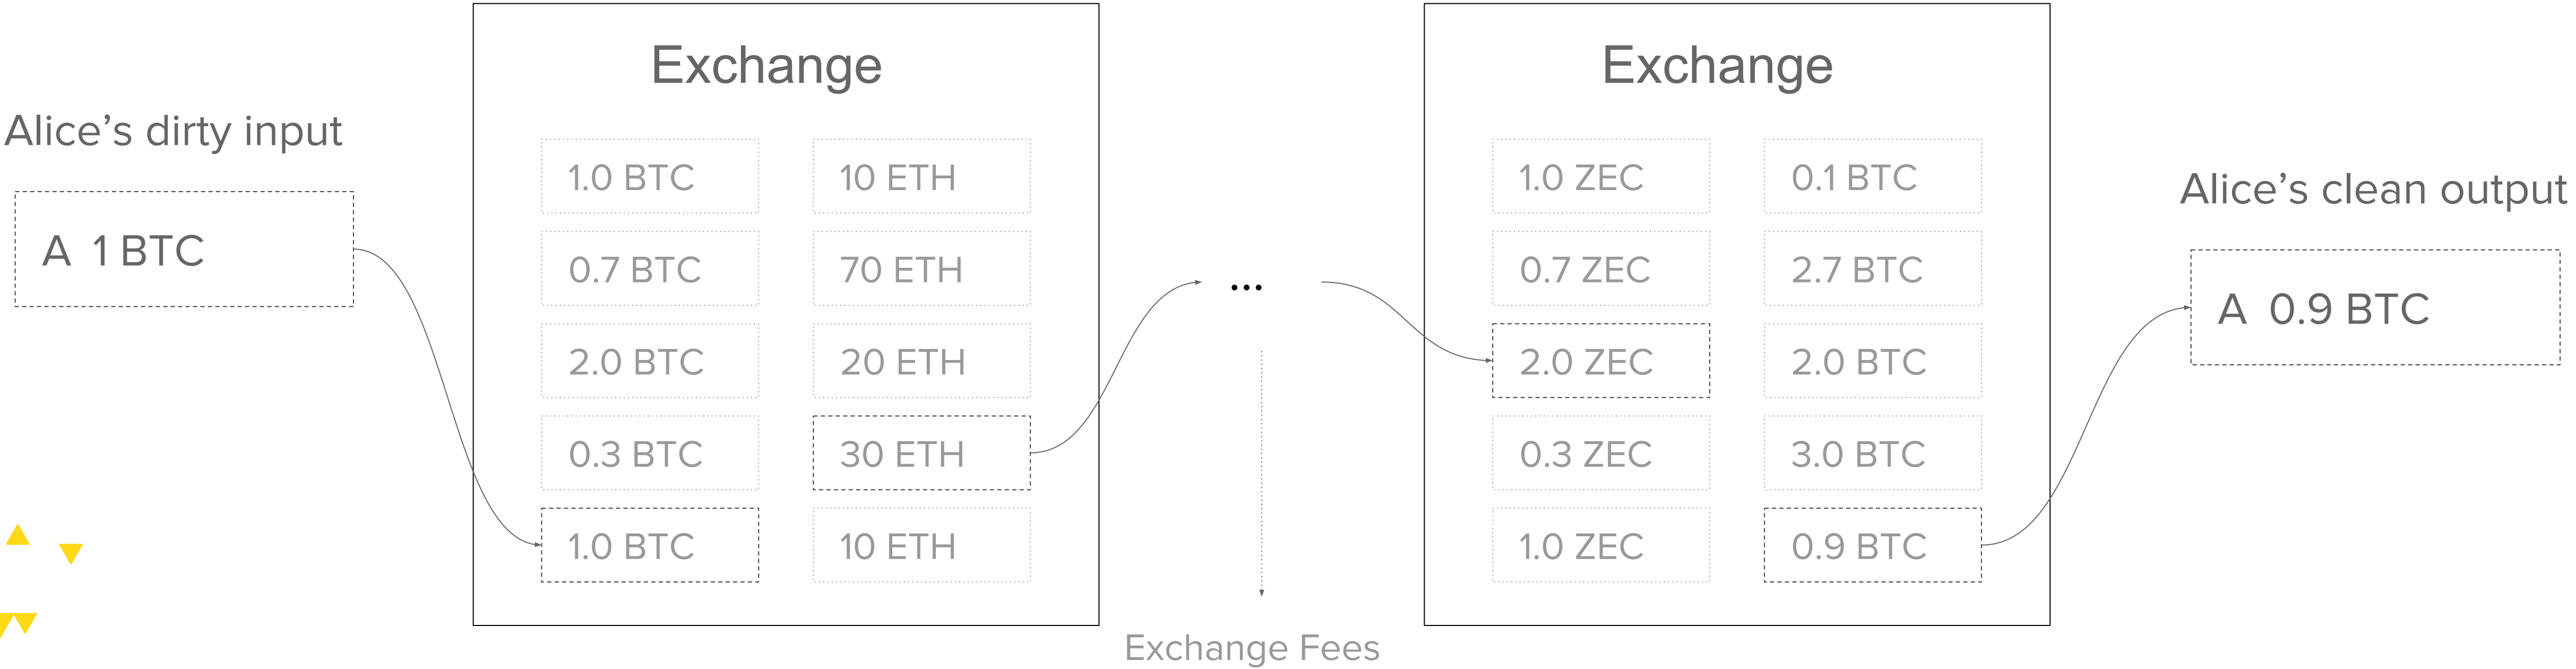 Alice’s dirty input
A 1 BTC
Exchange
1.0 BTC
10 ETH
0.7 BTC
70 ETH
2.0 BTC
20 ETH
0.3 BTC
30 ETH
1.0 BTC
10 ETH
...
Exchange Fees
Exchange
1.0 ZEC
0.1 BTC
0.7 ZEC
2.7 BTC
2.0 ZEC
2.0 BTC
0.3 ZEC
3.0 BTC
1.0 ZEC
0.9 BTC
Alice’s clean output
A 0.9 BTC